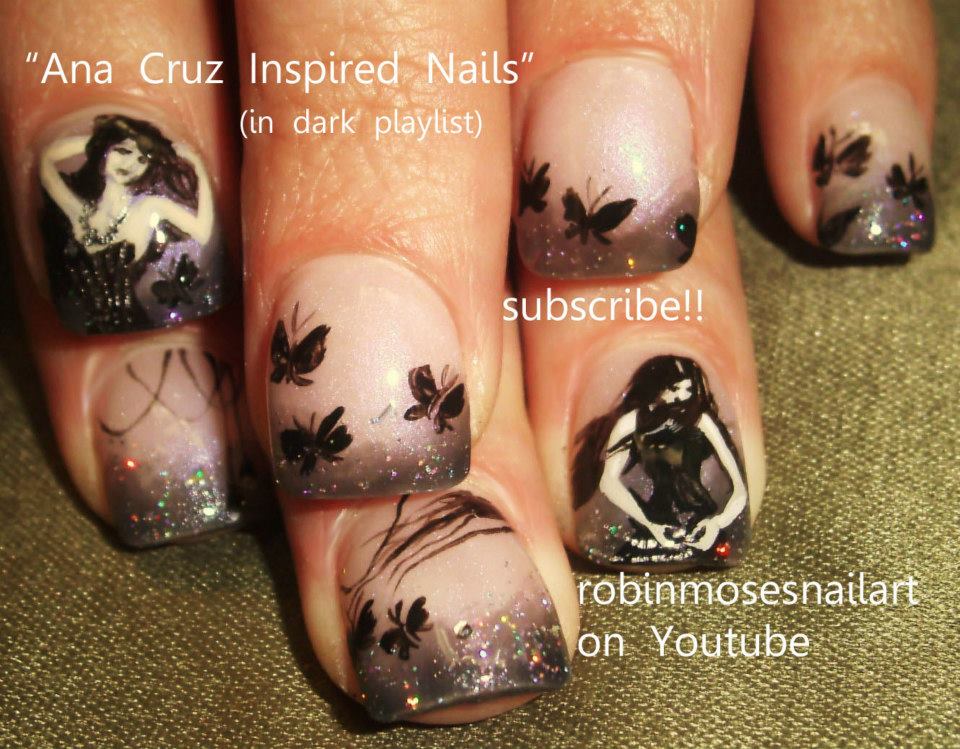 “Ana Cruz Inspired Nails”
(in dark playlist)
subscribe!!
robinmosesnailart
on Youtube